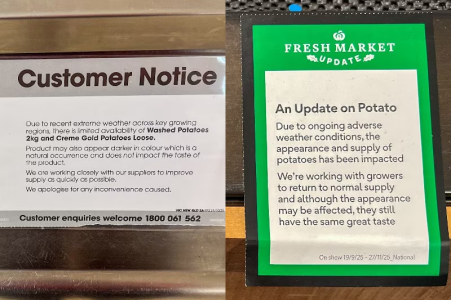 Customer Notice
Due to recent extreme weather across key growing
regions, there is limited availability of Washed Potatoes
2kg and Creme Gold Potatoes Loose.
Product may also appear darker in colour which is a
natural occurrence and does not impact the taste of
the product.
We are working closely with our suppliers to improve
supply as quickly as possible.
We apologise for any inconvenience caused.
Customer enquiries welcome 1800 061 562
FRESH MARKET
UPDATE
An Update on Potato
Due to ongoing adverse
weather conditions, the
appearance and supply of
potatoes has been impacted
We're working with growers
to return to normal supply
and although the appearance
may be affected, they still
have the same great taste